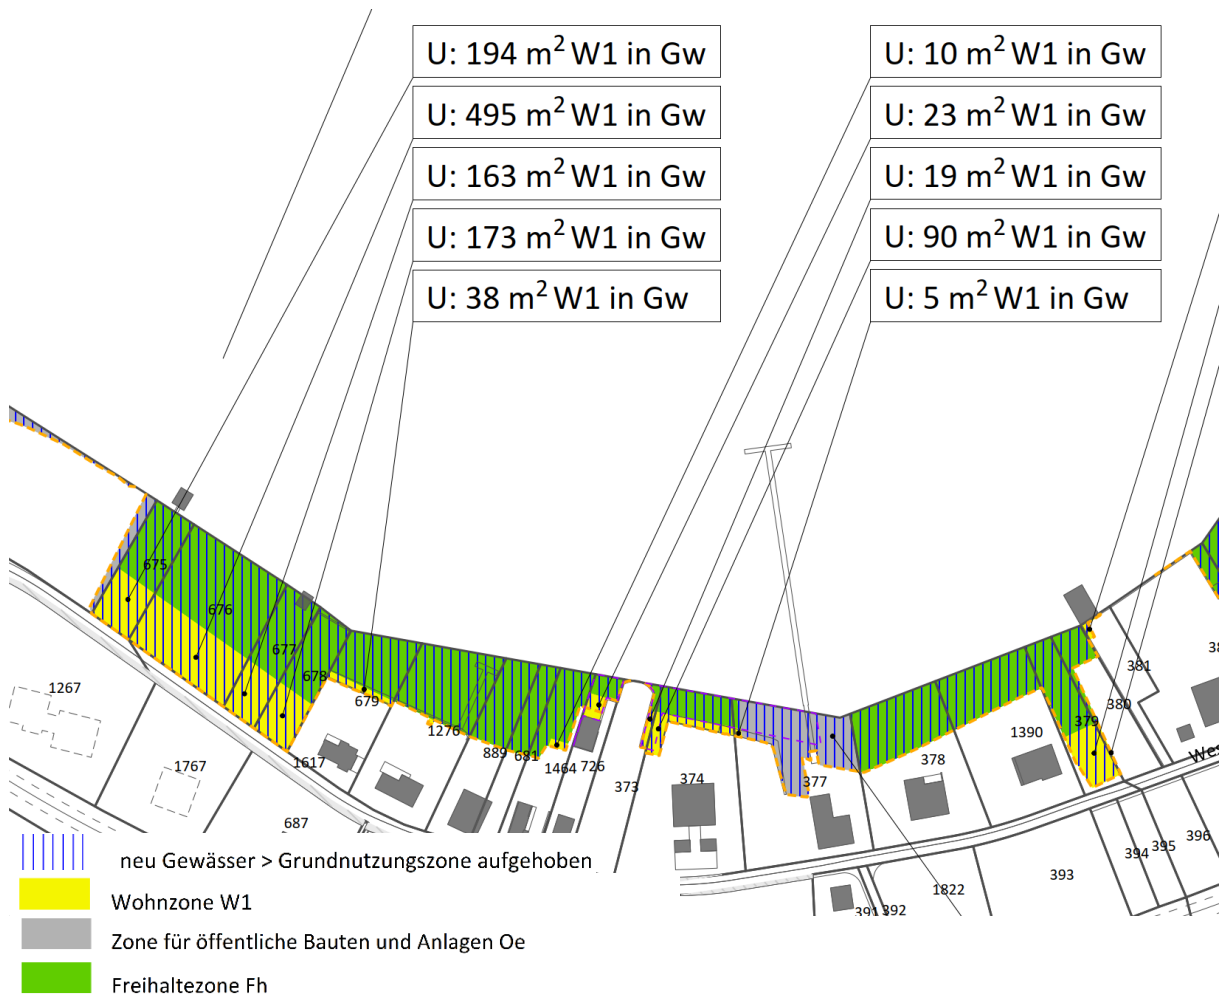 U: 194 m² W1 in Gw
U: 495 m² W1 in Gw
U: 163 m² W1 in Gw
U: 173 m² W1 in Gw
U: 38 m² W1 in Gw
U: 10 m² W1 in Gw
U: 23 m² W1 in Gw
U: 19 m² W1 in Gw
U: 90 m² W1 in Gw
U: 5 m² W1 in Gw
675
676
677
678
679
1267
1767
1617
687
1276
889
681
1464
726
373
374
377
378
1390
379
380
381
38
Wes
396
395
394
393
1822
392
391
neu Gewässer > Grundnutzungszone aufgehoben
Wohnzone W1
Zone für öffentliche Bauten und Anlagen Oe
Freihaltezone Fh